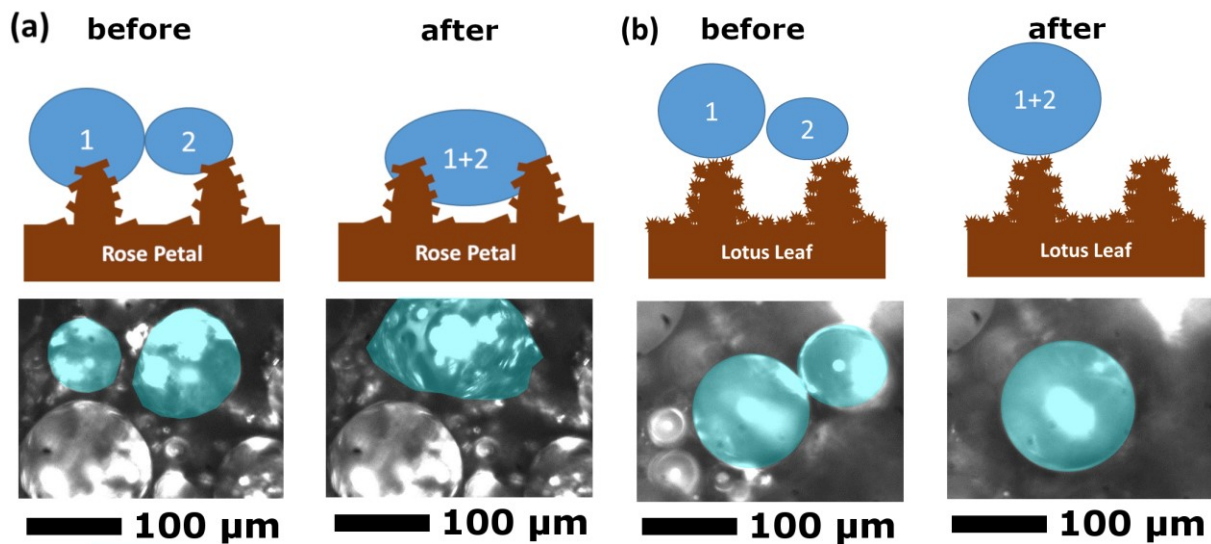 (a) before after
1 2 1+2
Rose Petal Rose Petal
100 µm 100 µm
(b) before after
1 2 1+2
Lotus Leaf Lotus Leaf
100 µm 100 µm